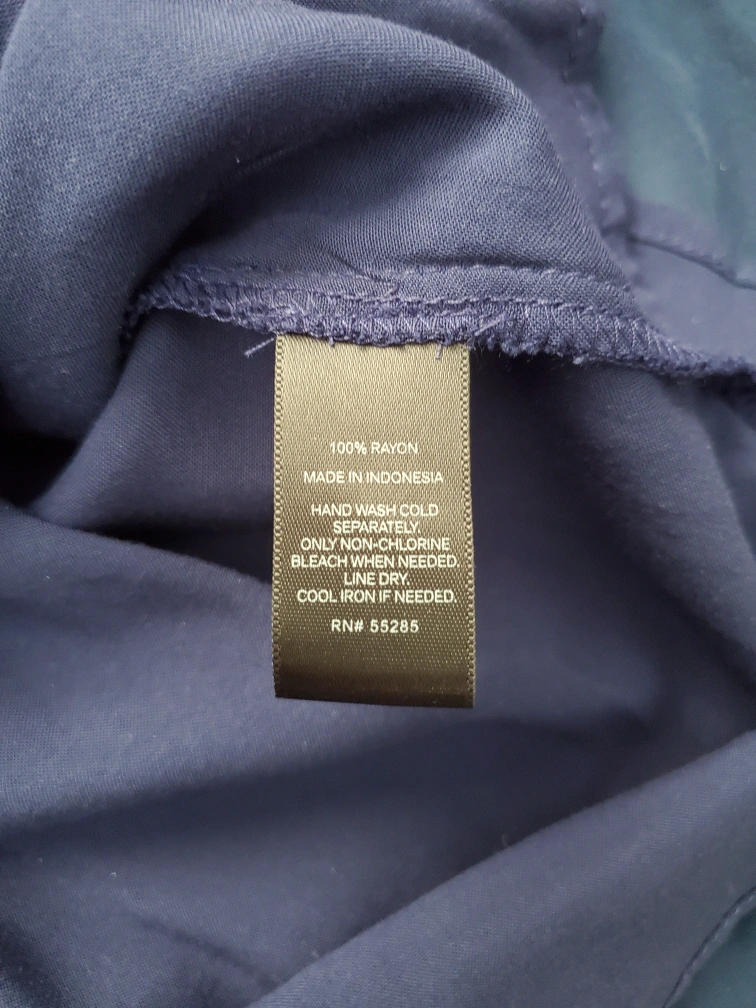 100% RAYON
MADE IN INDONESIA
HAND WASH COLD
SEPARATELY.
ONLY NON-CHLORINE
BLEACH WHEN NEEDED.
LINE DRY.
COOL IRON IF NEEDED.
RN# 55285